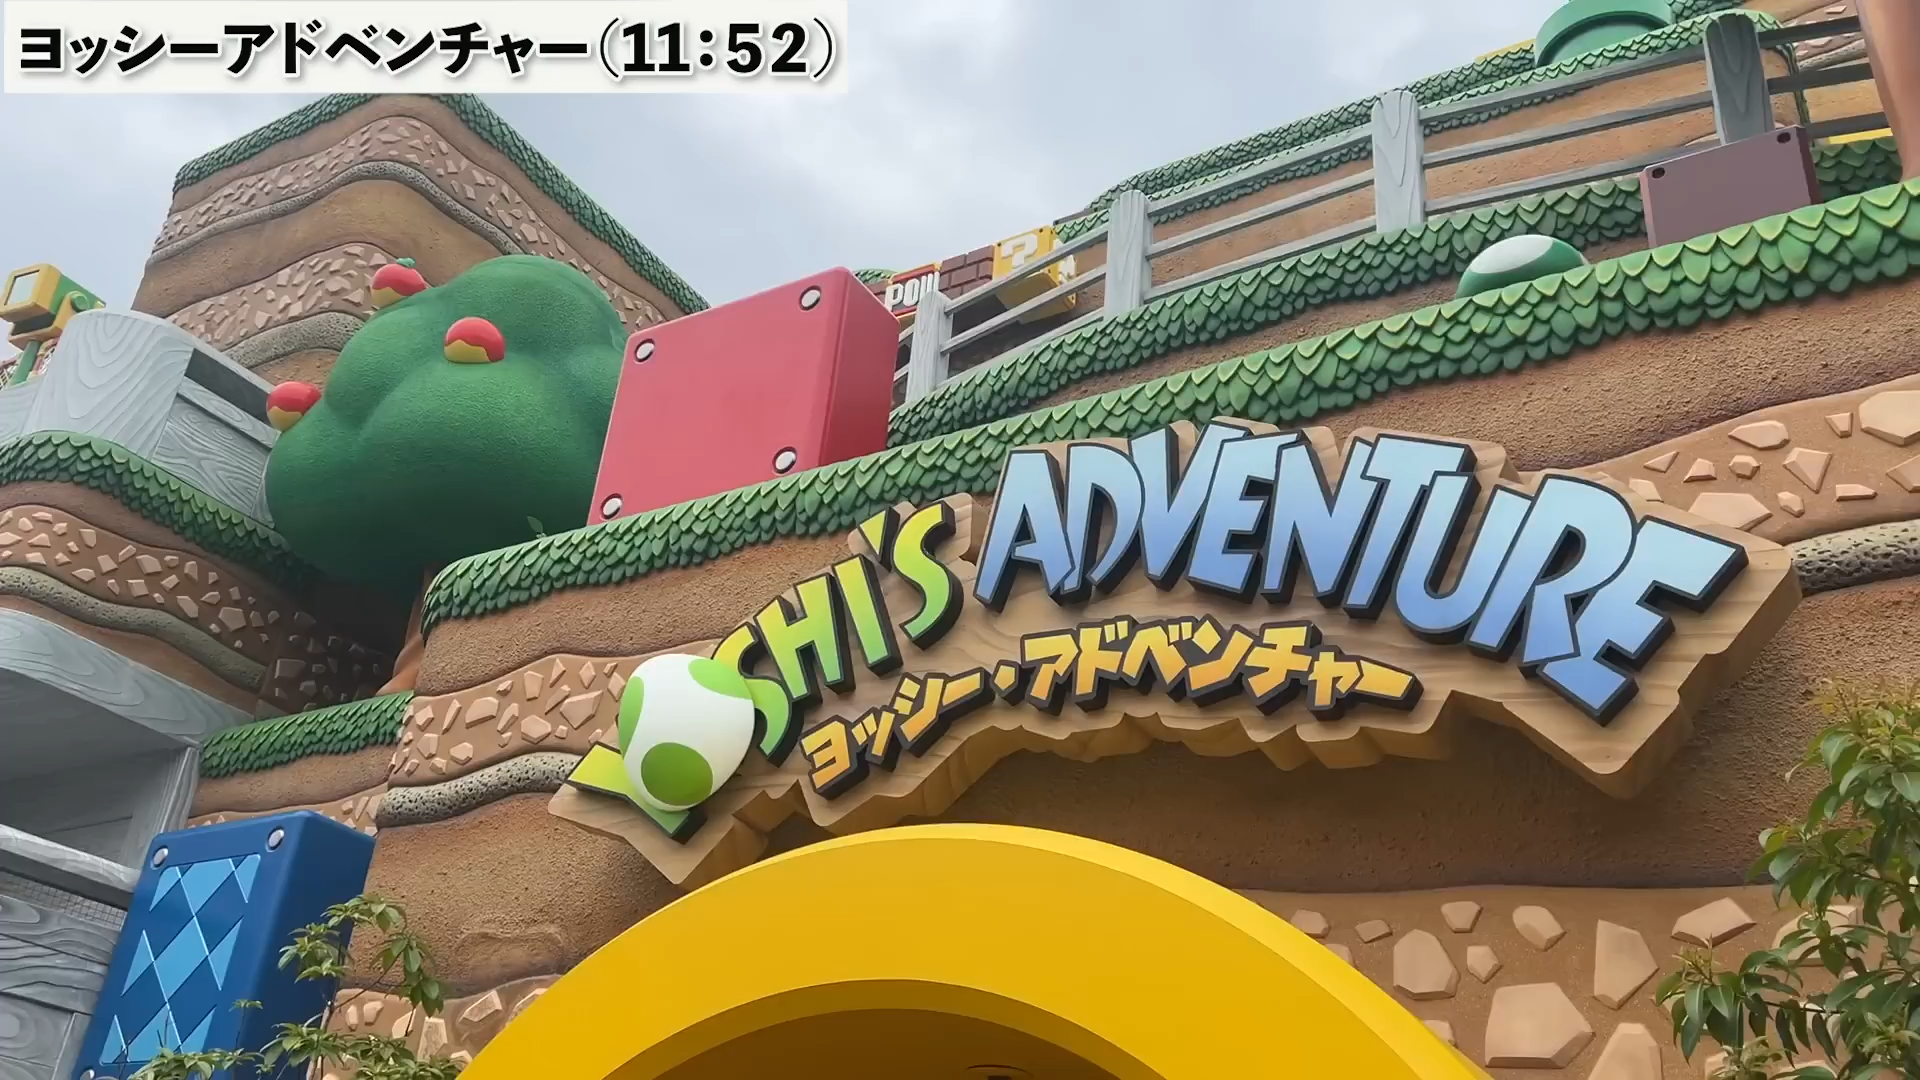 ヨッシーアドベンチャー(11:52)
POW
?
YOSHI'S ADVENTURE
ヨッシー・アドベンチャー